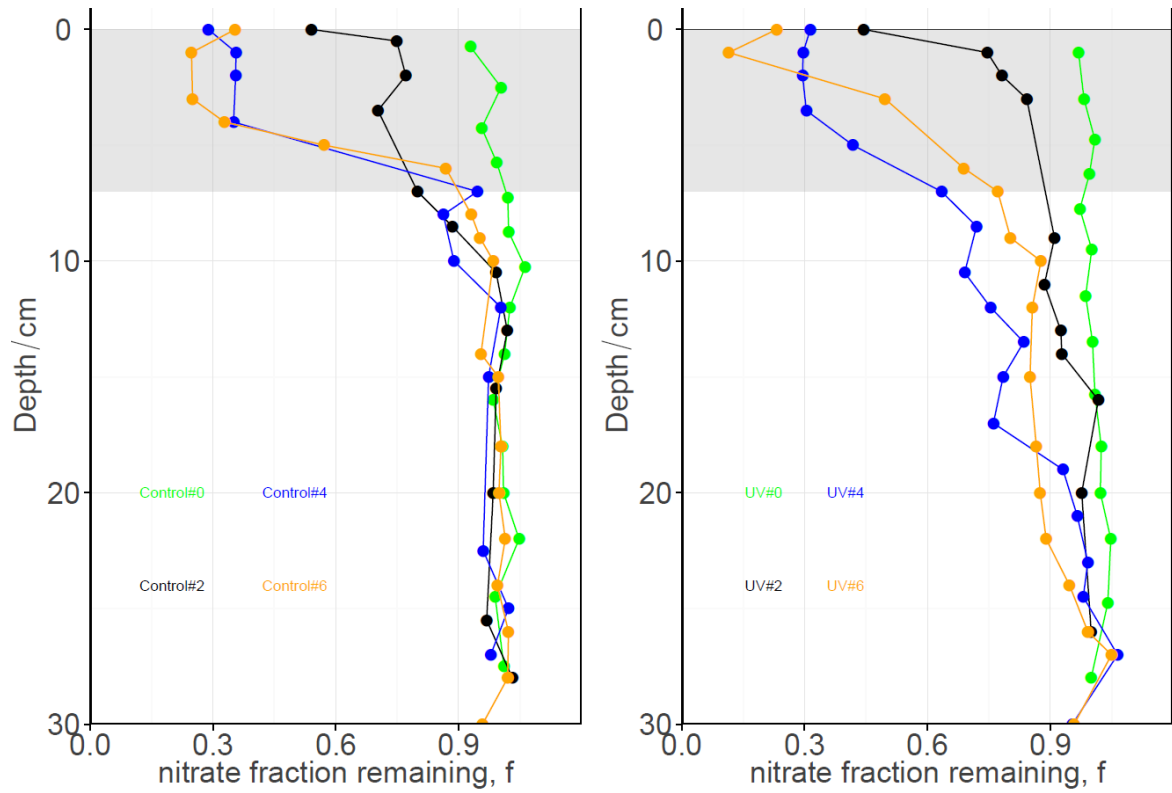 0
10
20
30
Depth / cm
Control#0 Control#4
Control#2 Control#6
0.0 0.3 0.6 0.9
nitrate fraction remaining, f
0
10
20
30
Depth / cm
UV#0 UV#4
UV#2 UV#6
0.0 0.3 0.6 0.9
nitrate fraction remaining, f